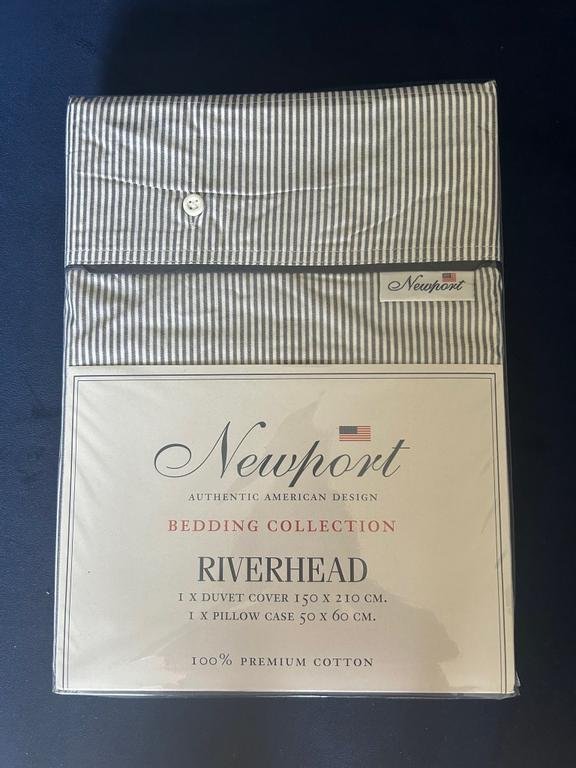 Newport
Newport
AUTHENTIC AMERICAN DESIGN
BEDDING COLLECTION
RIVERHEAD
1 X DUVET COVER 150 X 210 CM.
1 X PILLOW CASE 50 X 60 CM.
100% PREMIUM COTTON